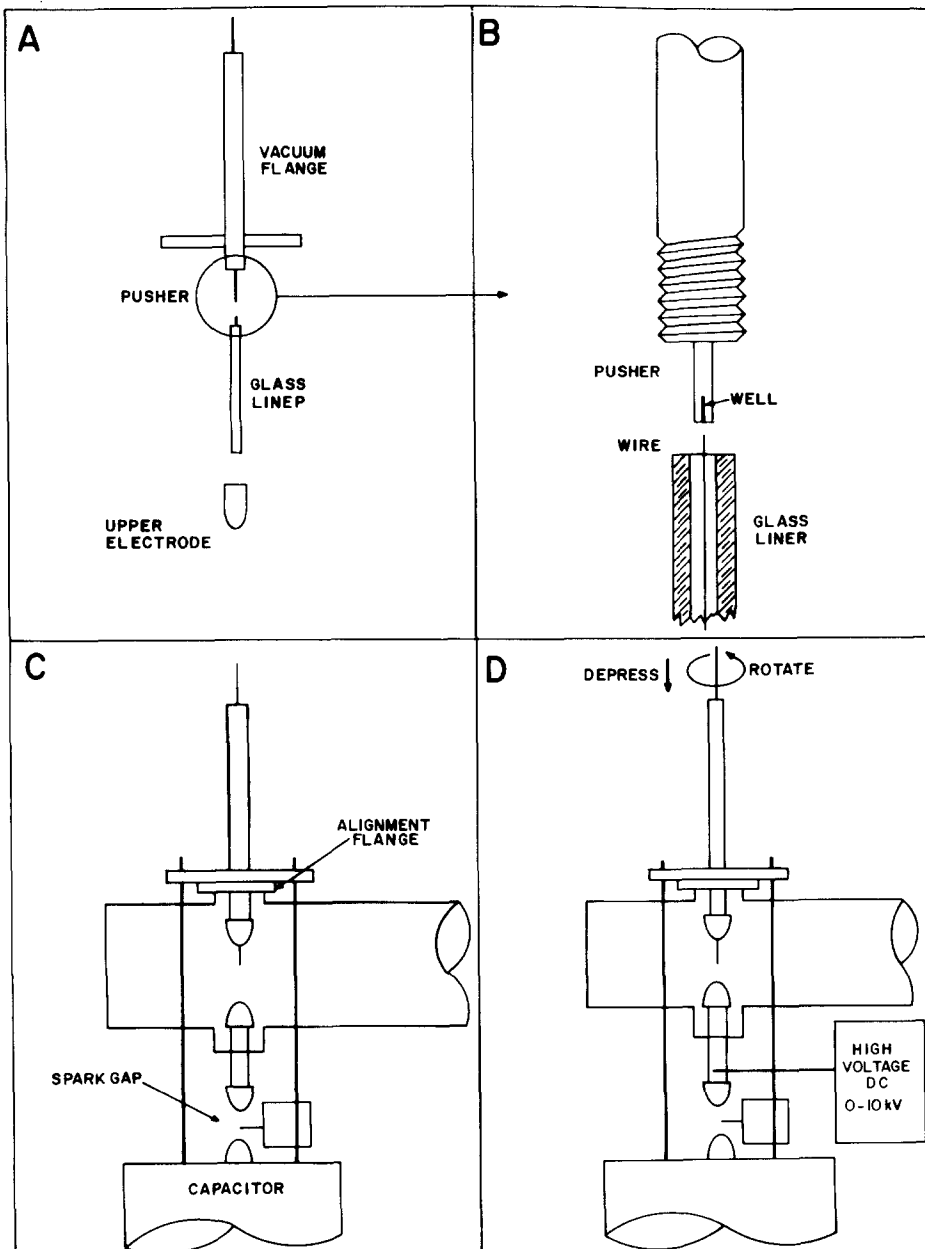 A
VACUUM
FLANGE
PUSHER
GLASS
LINEP
UPPER
ELECTRODE
B
PUSHER
WELL
WIRE
GLASS
LINER
C
ALIGNMENT
FLANGE
SPARK GAP
CAPACITOR
D
DEPRESS
ROTATE
HIGH
VOLTAGE
DC
0-10kV